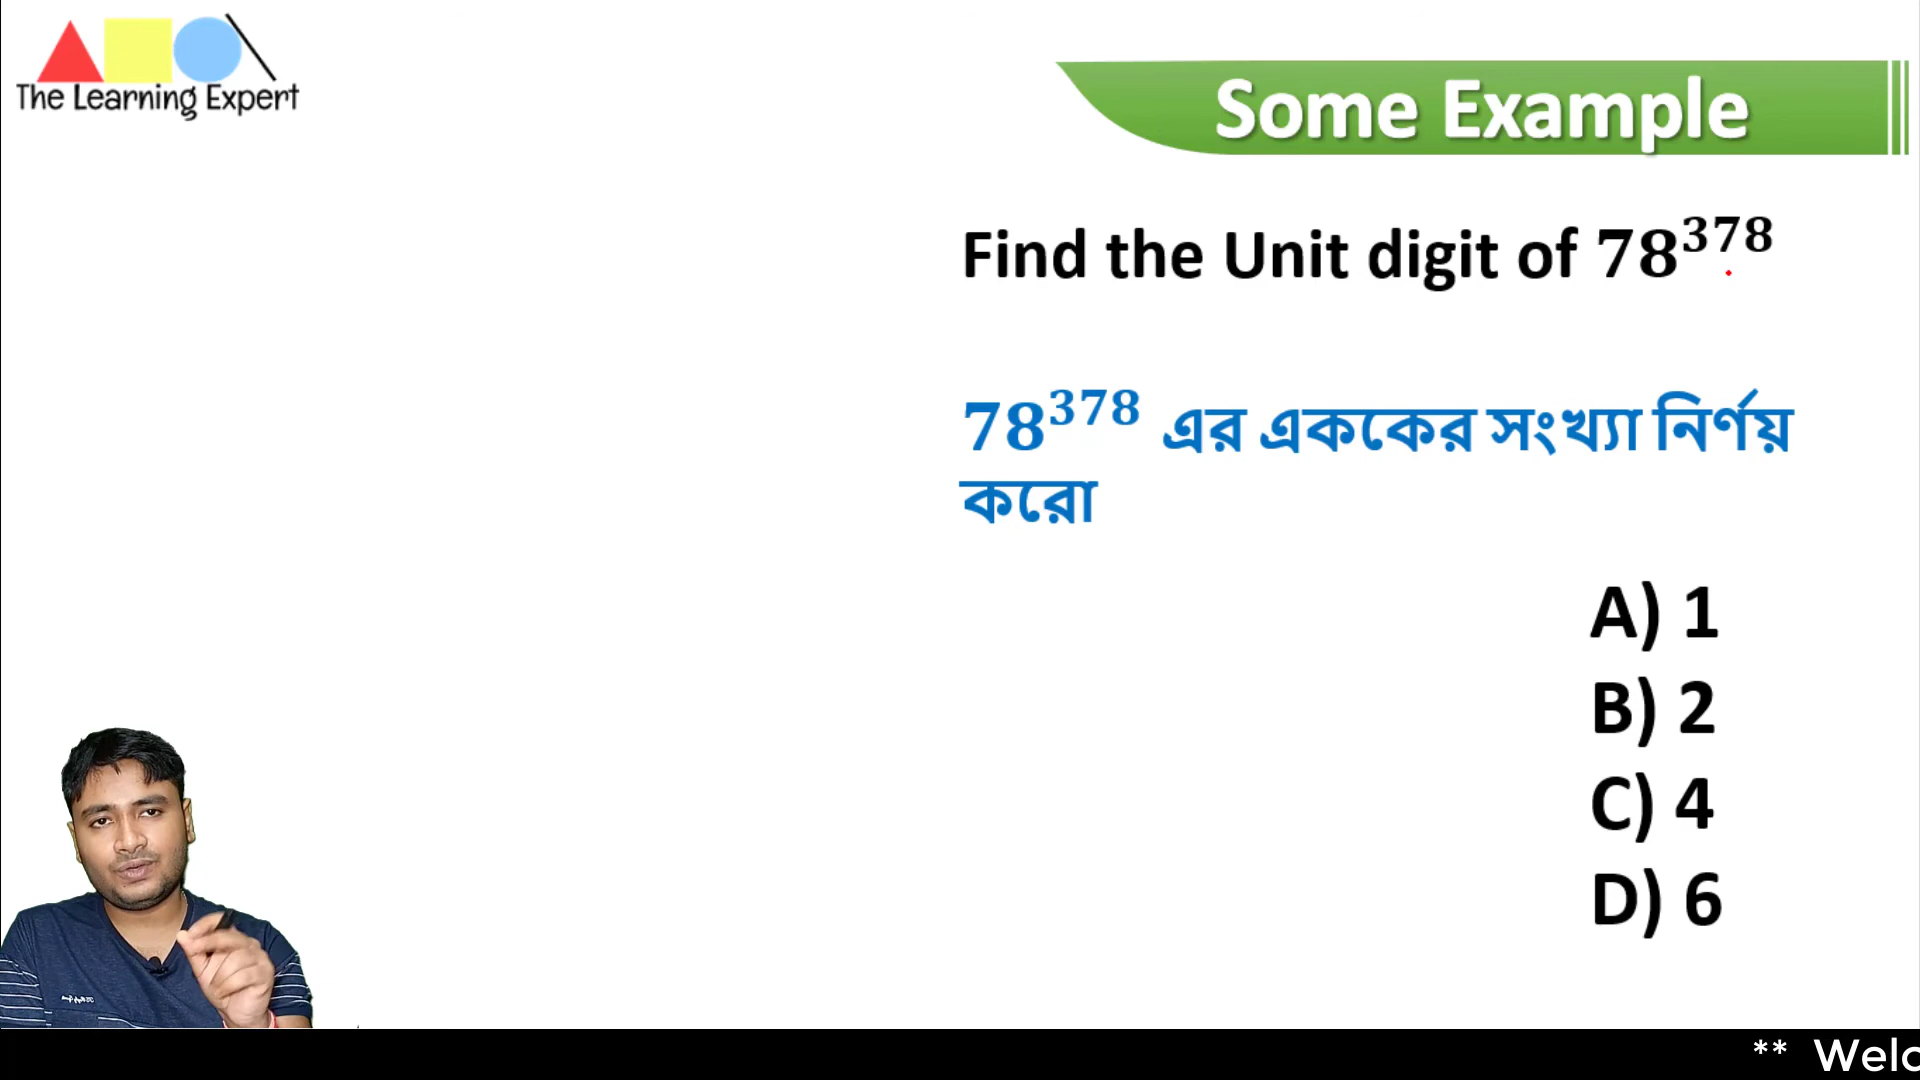 The Learning Expert
Some Example
Find the Unit digit of 78³⁷⁸
78³⁷⁸ এর এককের সংখ্যা নির্ণয়
করো
A) 1
B) 2
C) 4
D) 6
** Welc